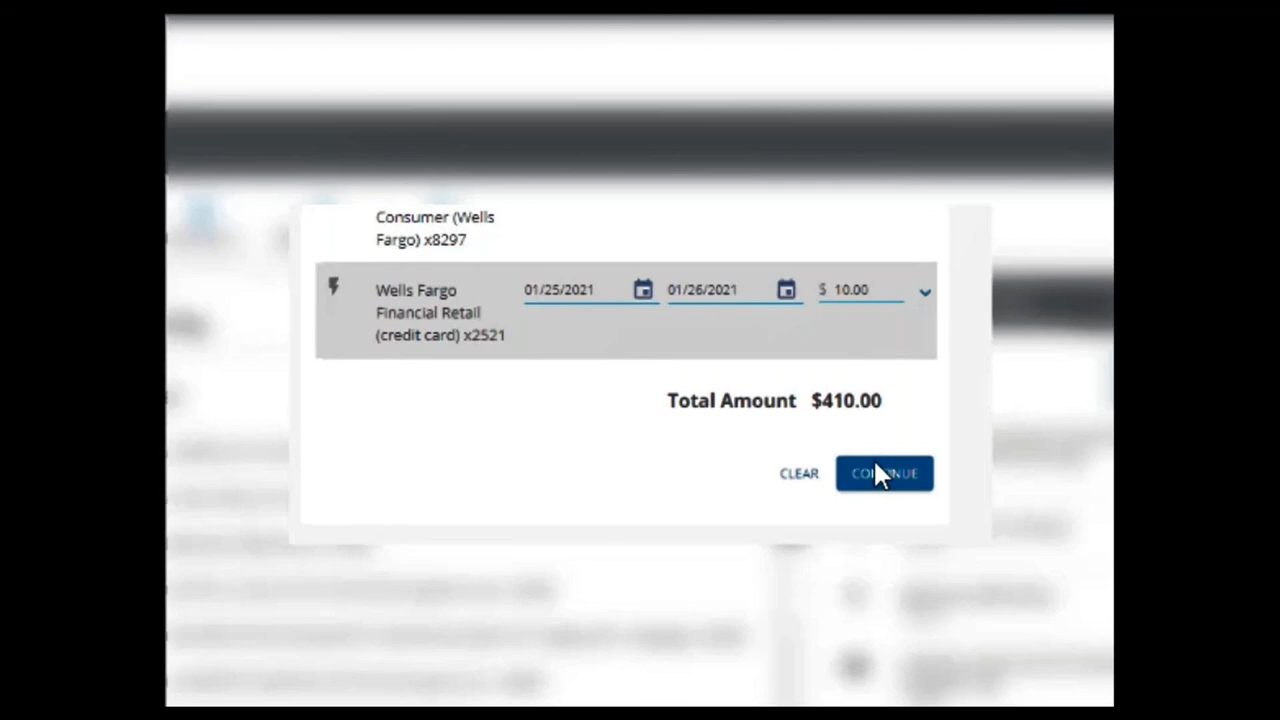 Consumer (Wells
Fargo) x8297
Wells Fargo
Financial Retail
(credit card) x2521
01/25/2021
01/26/2021
$ 10.00
Total Amount $410.00
CLEAR